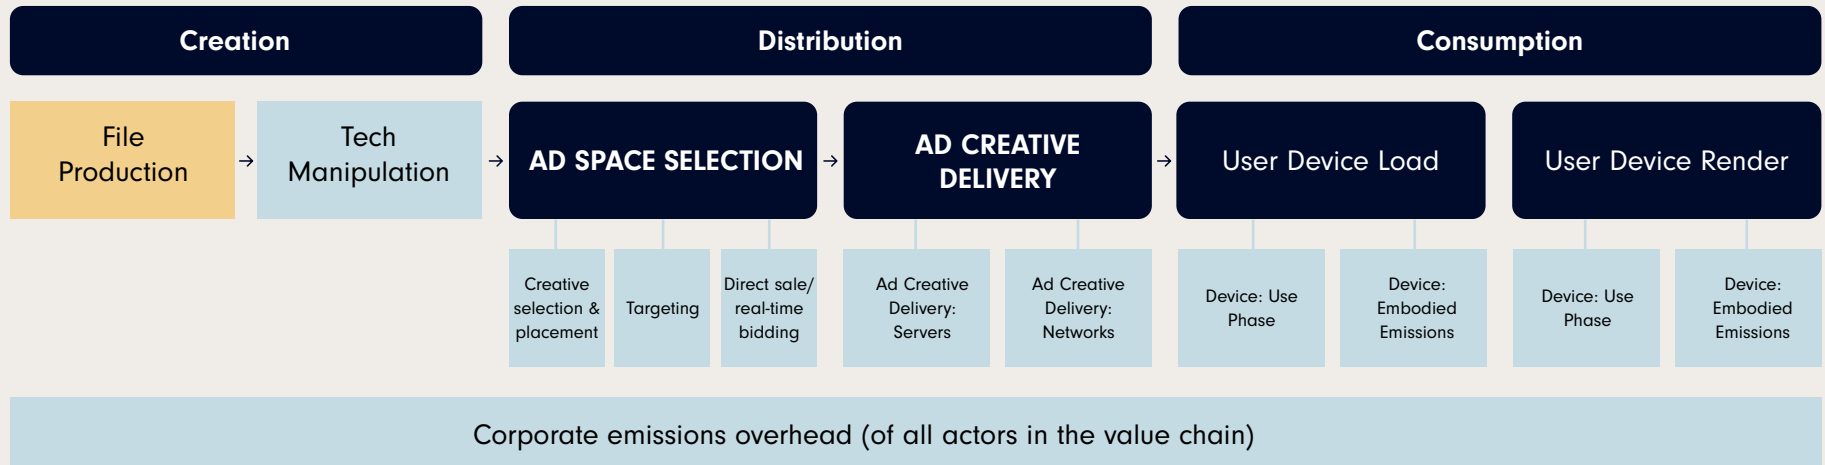 Creation
Distribution
Consumption
File
Production
Tech
Manipulation
AD SPACE SELECTION
AD CREATIVE
DELIVERY
User Device Load
User Device Render
Creative
selection &
placement
Targeting
Direct sale/
real-time
bidding
Ad Creative
Delivery:
Servers
Ad Creative
Delivery:
Networks
Device: Use
Phase
Device:
Embodied
Emissions
Device: Use
Phase
Device:
Embodied
Emissions
Corporate emissions overhead (of all actors in the value chain)